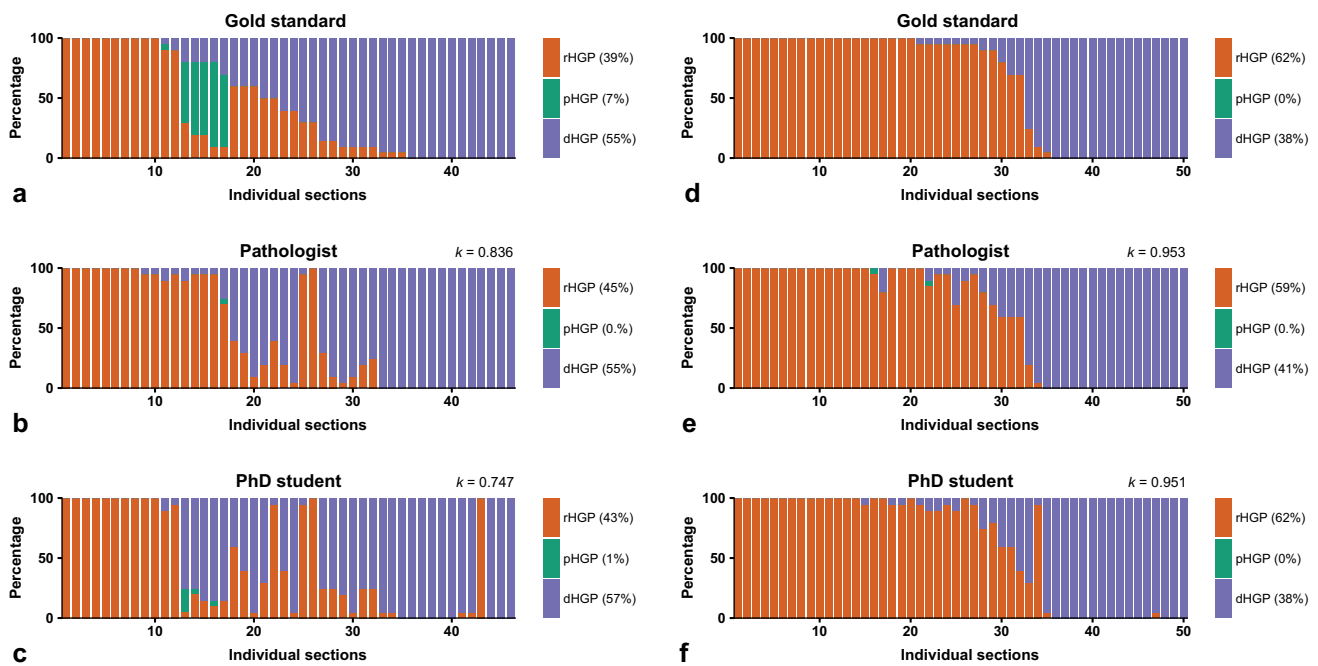 Gold standard
Percentage
100
50
0
10
20
30
40
Individual sections
rHGP (39%)
pHGP (7%)
dHGP (55%)
a
Gold standard
Percentage
100
50
0
10
20
30
40
50
Individual sections
rHGP (62%)
pHGP (0%)
dHGP (38%)
d
Pathologist
k = 0.836
Percentage
100
50
0
10
20
30
40
Individual sections
rHGP (45%)
pHGP (0.%)
dHGP (55%)
b
Pathologist
k = 0.953
Percentage
100
50
0
10
20
30
40
50
Individual sections
rHGP (59%)
pHGP (0.%)
dHGP (41%)
e
PhD student
k = 0.747
Percentage
100
50
0
10
20
30
40
Individual sections
rHGP (43%)
pHGP (1%)
dHGP (57%)
c
PhD student
k = 0.951
Percentage
100
50
0
10
20
30
40
50
Individual sections
rHGP (62%)
pHGP (0%)
dHGP (38%)
f